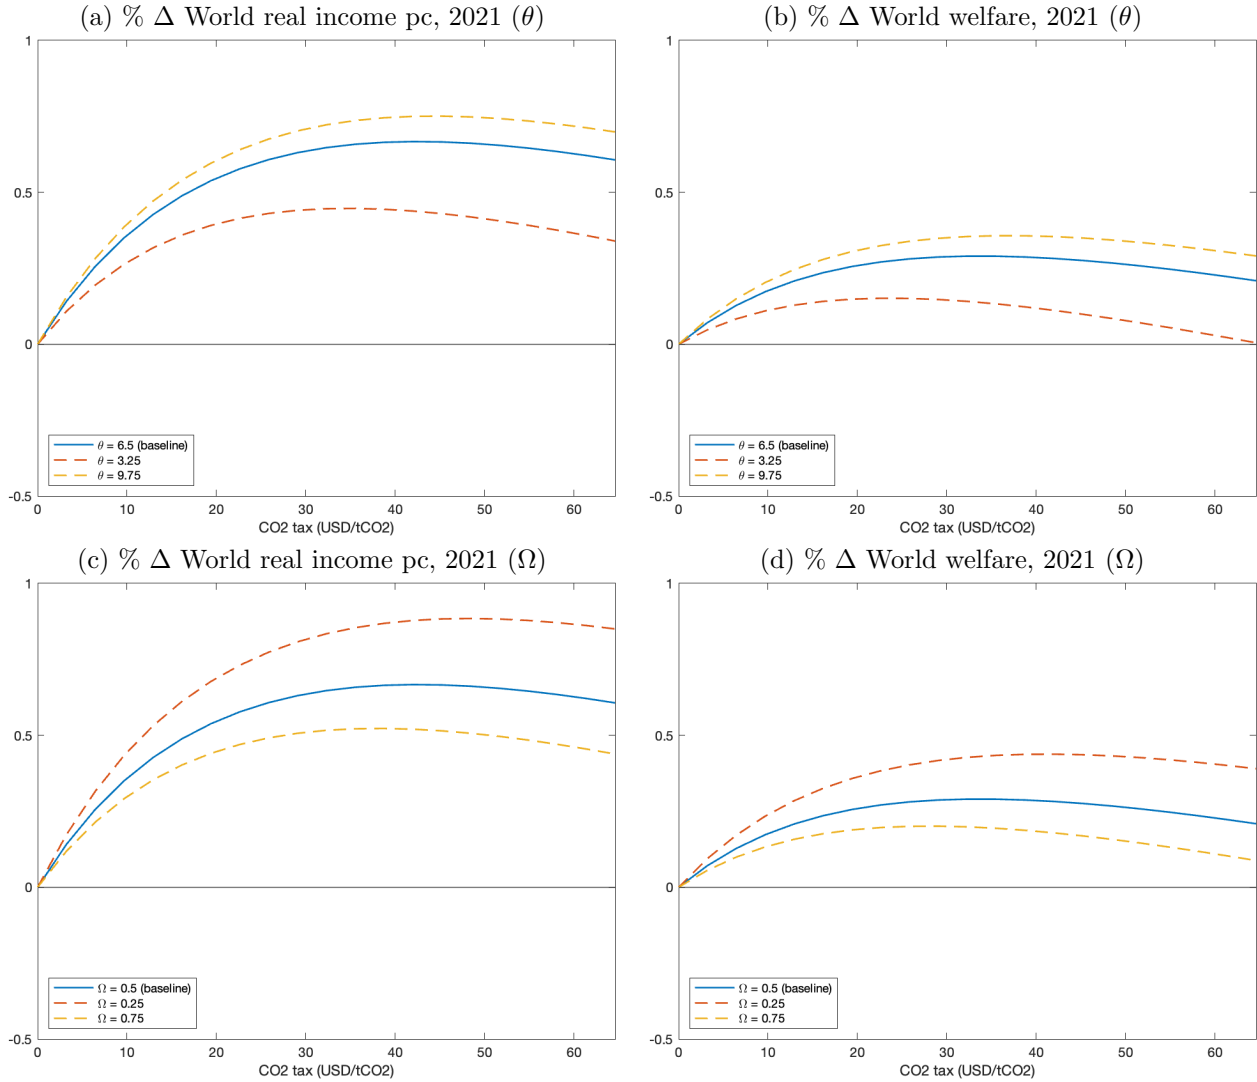 (a) % Δ World real income pc, 2021 (θ)
1
0.5
0
-0.5
0 10 20 30 40 50 60
CO2 tax (USD/tCO2)
θ = 6.5 (baseline)
θ = 3.25
θ = 9.75
(b) % Δ World welfare, 2021 (θ)
1
0.5
0
-0.5
0 10 20 30 40 50 60
CO2 tax (USD/tCO2)
θ = 6.5 (baseline)
θ = 3.25
θ = 9.75
(c) % Δ World real income pc, 2021 (Ω)
1
0.5
0
-0.5
0 10 20 30 40 50 60
CO2 tax (USD/tCO2)
Ω = 0.5 (baseline)
Ω = 0.25
Ω = 0.75
(d) % Δ World welfare, 2021 (Ω)
1
0.5
0
-0.5
0 10 20 30 40 50 60
CO2 tax (USD/tCO2)
Ω = 0.5 (baseline)
Ω = 0.25
Ω = 0.75